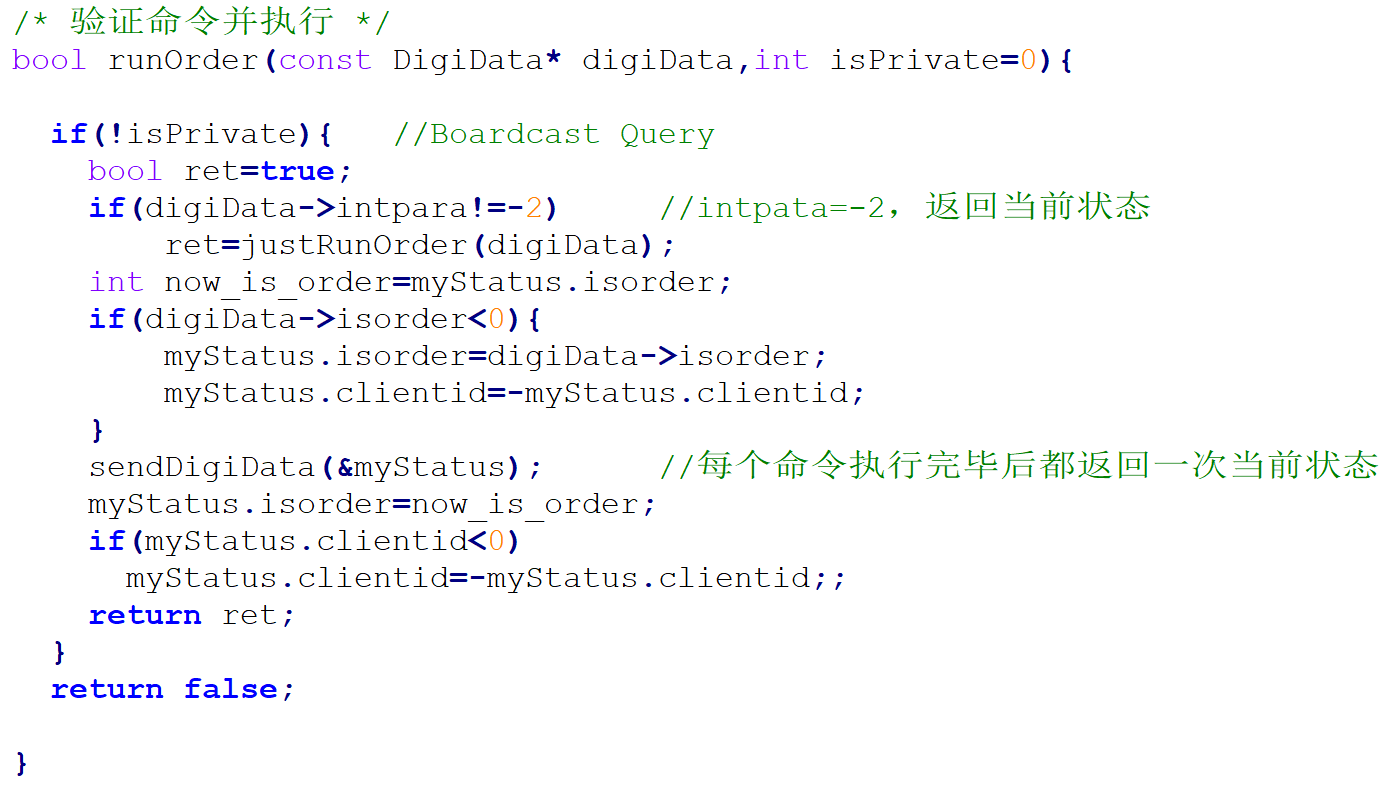 /* 验证命令并执行 */
bool runOrder(const DigiData* digiData,int isPrivate=0){
if(!isPrivate){ //Boardcast Query
bool ret=true;
if(digiData->intpara!=-2) //intpata=-2，返回当前状态
ret=justRunOrder(digiData);
int now_is_order=myStatus.isorder;
if(digiData->isorder<0){
myStatus.isorder=digiData->isorder;
myStatus.clientid=-myStatus.clientid;
}
sendDigiData(&myStatus); //每个命令执行完毕后都返回一次当前状态
myStatus.isorder=now_is_order;
if(myStatus.clientid<0)
myStatus.clientid=-myStatus.clientid;;
return ret;
}
return false;
}